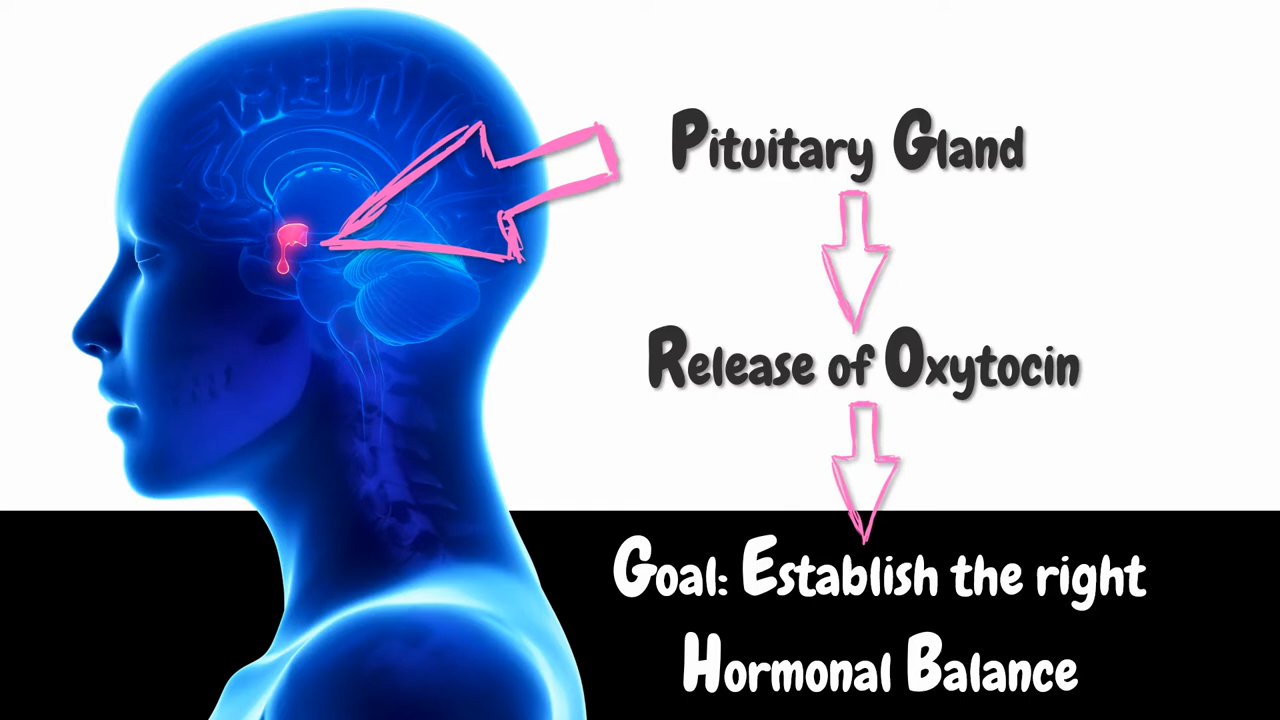 Pituitary Gland
Release of Oxytocin
Goal: Establish the right
Hormonal Balance